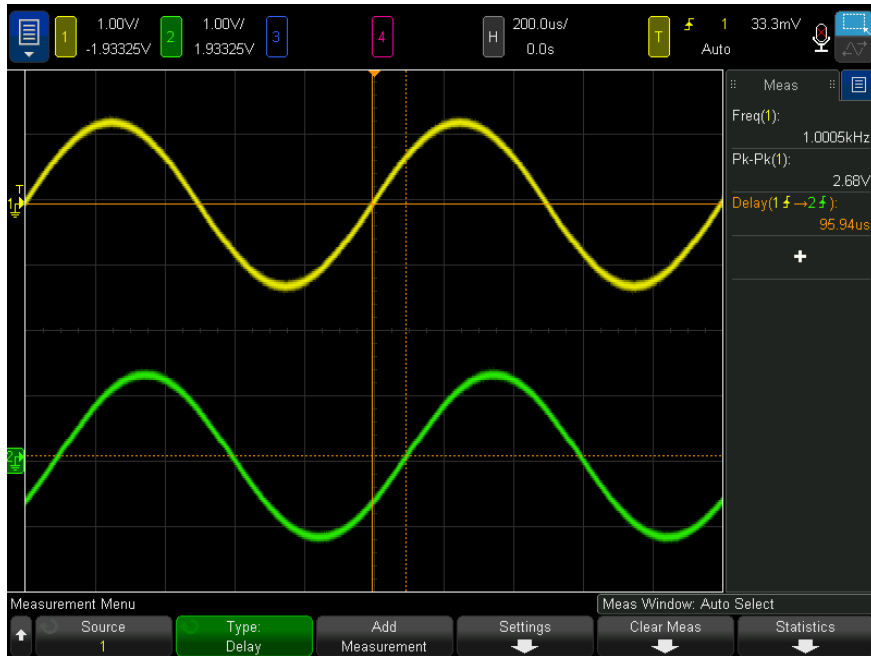 1 1.00V/ 2 1.00V/ 3 4 H 200.0us/ T 1 33.3mV
-1.93325V 1.93325V 0.0s Auto
Meas
Freq(1):
1.0005kHz
Pk-Pk(1):
2.68V
Delay(1→2):
95.94us
+
T
1
2
Measurement Menu Meas Window: Auto Select
Source Type: Add Settings Clear Meas Statistics
1 Delay Measurement